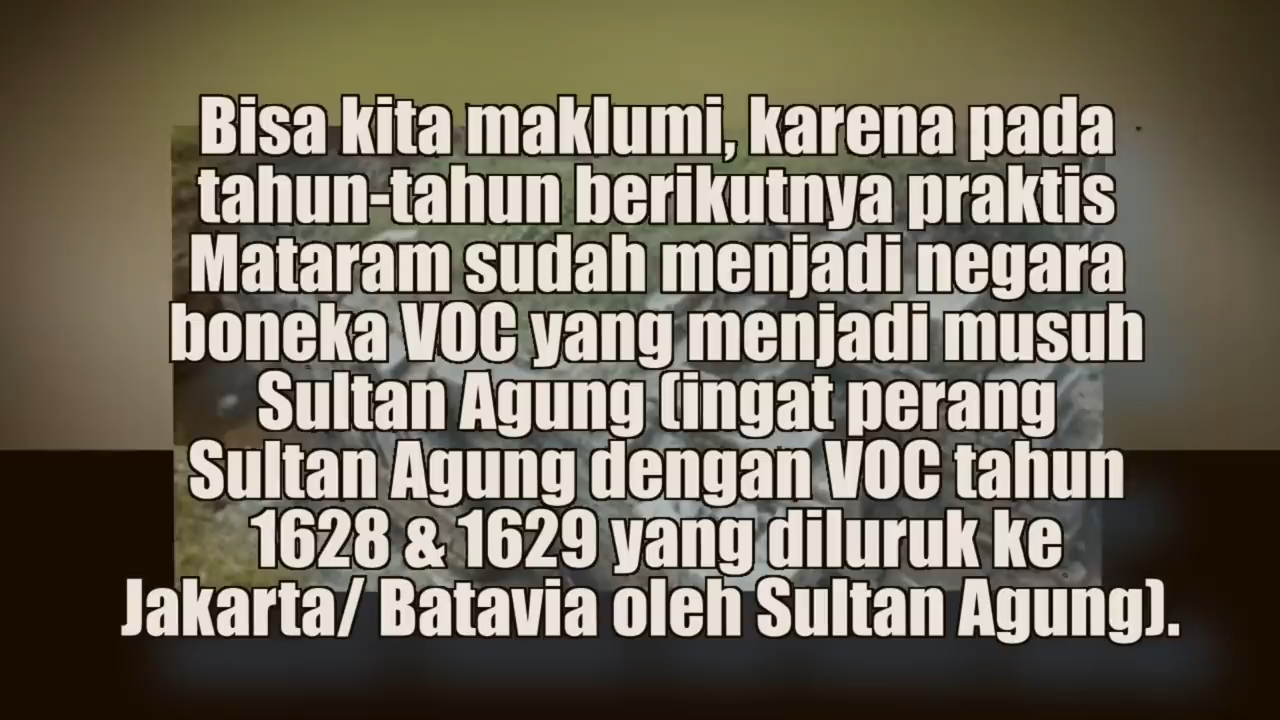 Bisa kita maklumi, karena pada
tahun-tahun berikutnya praktis
Mataram sudah menjadi negara
boneka VOC yang menjadi musuh
Sultan Agung (ingat perang
Sultan Agung dengan VOC tahun
1628 & 1629 yang diluruk ke
Jakarta/ Batavia oleh Sultan Agung).